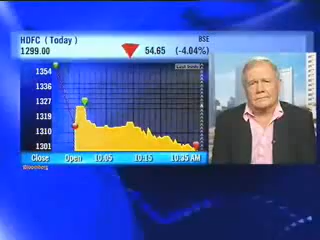 HDFC ( Today )
BSE
1299.00
54.65
(-4.04%)
1354
1336
1327
1319
1310
1301
Close
Open
10.05
10.15
10:35 AM
Bloomberg